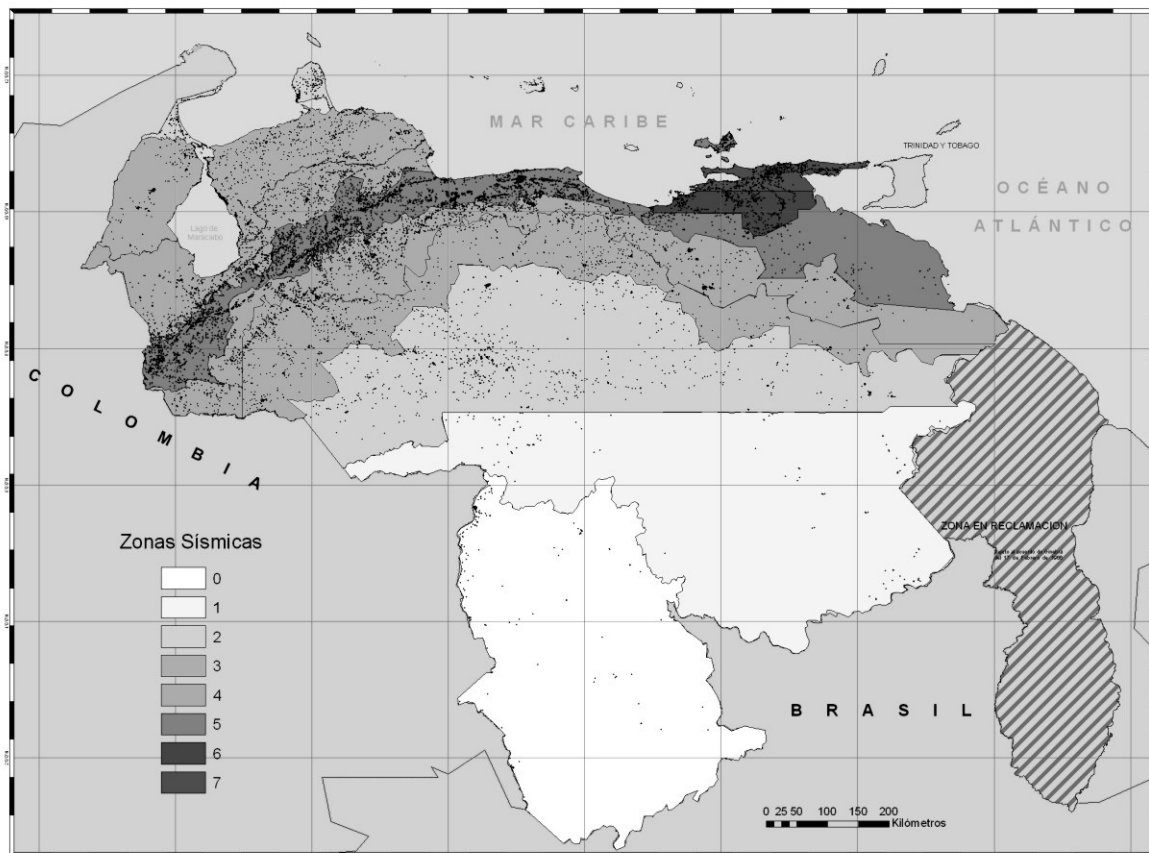 MAR CARIBE
TRINIDAD Y TOBAGO
OCÉANO
ATLÁNTICO
Lago de
Maracaibo
COLOMBIA
ZONA EN RECLAMACION
Zonas Sísmicas
0
1
2
3
4
5
6
7
BRASIL
0 25 50 100 150 200
Kilómetros